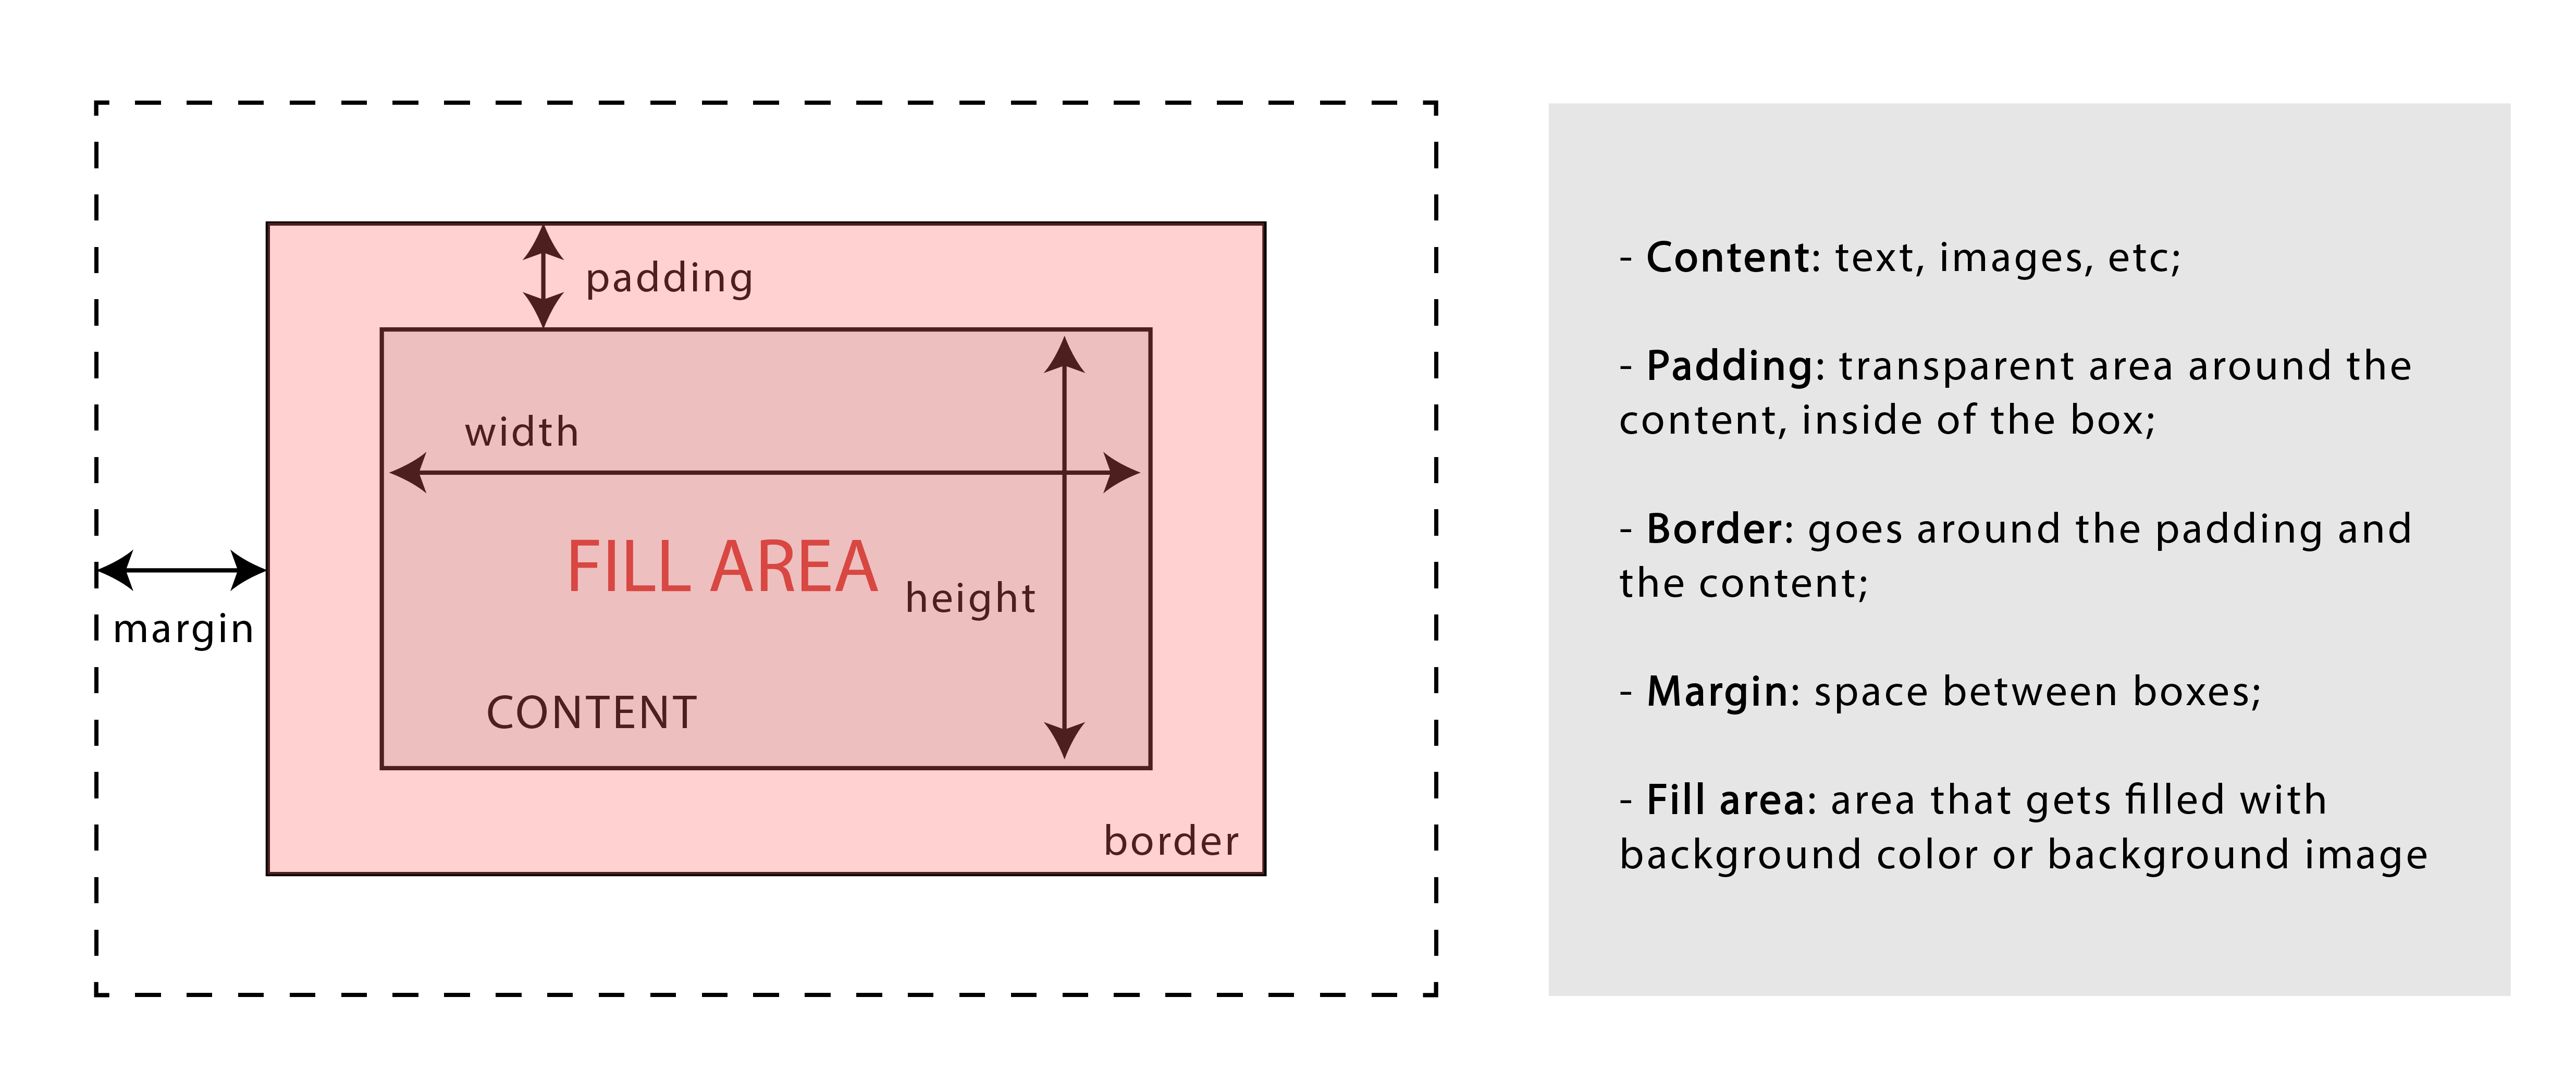 padding
width
FILL AREA
height
margin
CONTENT
border
- Content: text, images, etc;
- Padding: transparent area around the
content, inside of the box;
- Border: goes around the padding and
the content;
- Margin: space between boxes;
- Fill area: area that gets filled with
background color or background image